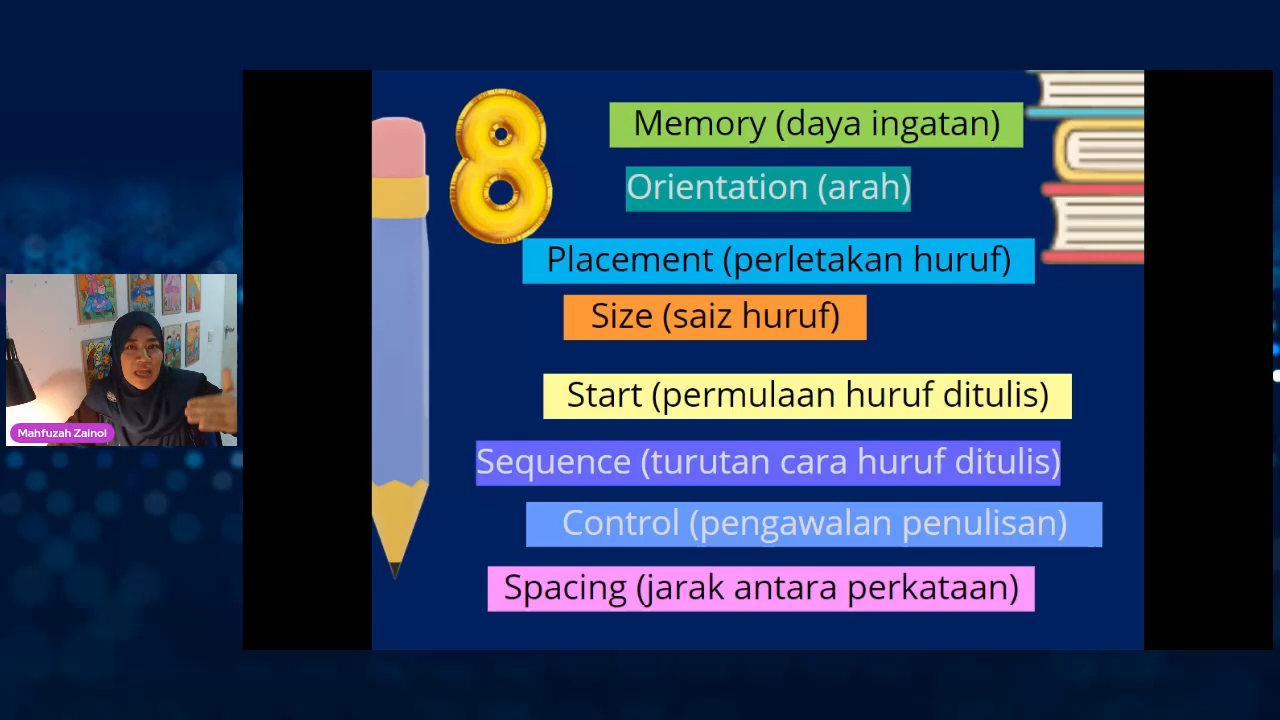 8
Memory (daya ingatan)
Orientation (arah)
Placement (perletakan huruf)
Size (saiz huruf)
Start (permulaan huruf ditulis)
Sequence (turutan cara huruf ditulis)
Control (pengawalan penulisan)
Spacing (jarak antara perkataan)
Mahfuzah Zainol